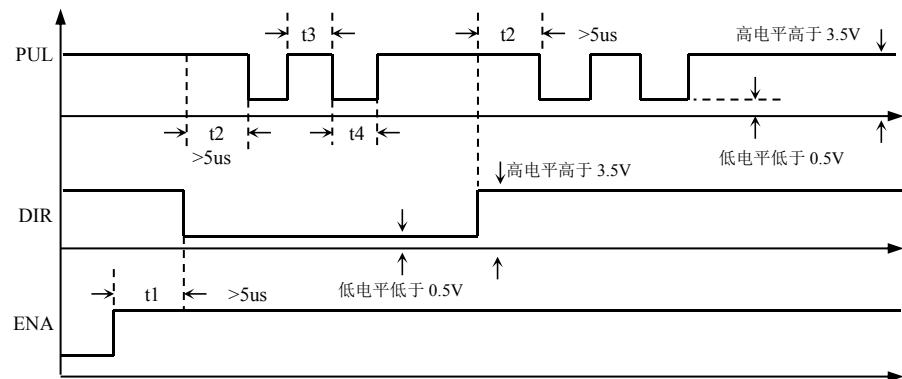 PUL
t3
t2
>5us
高电平高于 3.5V
t2
>5us
t4
低电平低于 0.5V
高电平高于 3.5V
DIR
低电平低于 0.5V
t1
>5us
ENA